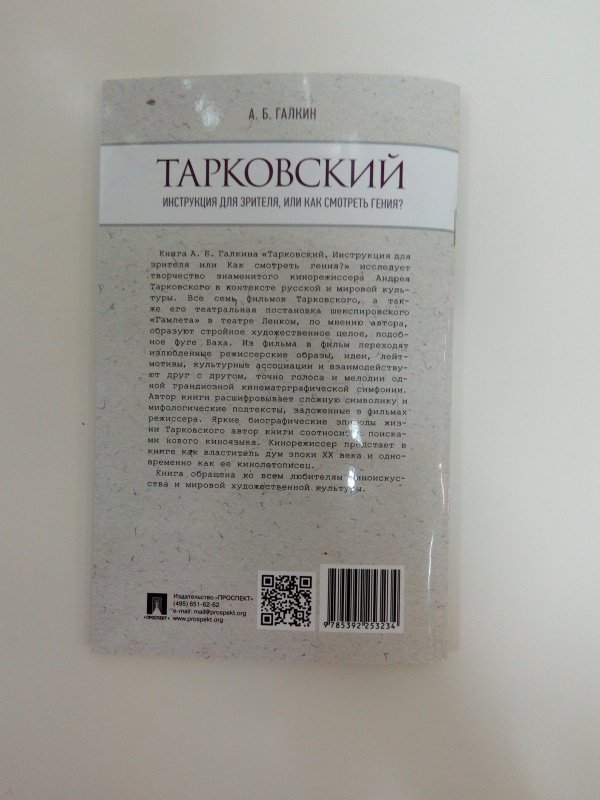 А. Б. ГАЛКИН
ТАРКОВСКИЙ
ИНСТРУКЦИЯ ДЛЯ ЗРИТЕЛЯ, ИЛИ КАК СМОТРЕТЬ ГЕНИЯ?
Книга А. Б. Галкина «Тарковский. Инструкция для
зрителя или Как смотреть гения?» исследует
творчество знаменитого кинорежиссера Андрея
Тарковского в контексте русской и мировой куль-
туры. Все семь фильмов Тарковского, а так-
же его театральная постановка шекспировского
«Гамлета» в театре Ленком, по мнению автора,
образуют стройное художественное целое, подоб-
ное фуге Баха. Из фильма в фильм переходят
излюбленные режиссерские образы, идеи, лейт-
мотивы, культурные ассоциации и взаимодейству-
ют друг с другом, точно голоса и мелодии од-
ной грандиозной кинематографической симфонии.
Автор книги расшифровывает сложную символику и
мифологические подтексты, заложенные в фильмах
режиссера. Яркие биографические эпизоды жиз-
ни Тарковского автор книги соотносит с поиска-
ми нового киноязыка. Кинорежиссер предстает в
книге как властитель дум эпохи XX века и одно-
временно как ее кинолетописец.
Книга обращена ко всем любителям киноискус-
ства и мировой художественной культуры.
Издательство «ПРОСПЕКТ»
(495) 651-62-62
e-mail: mail@prospekt.org
www.prospekt.org
«ПРОСПЕКТ»
9 785392 253234